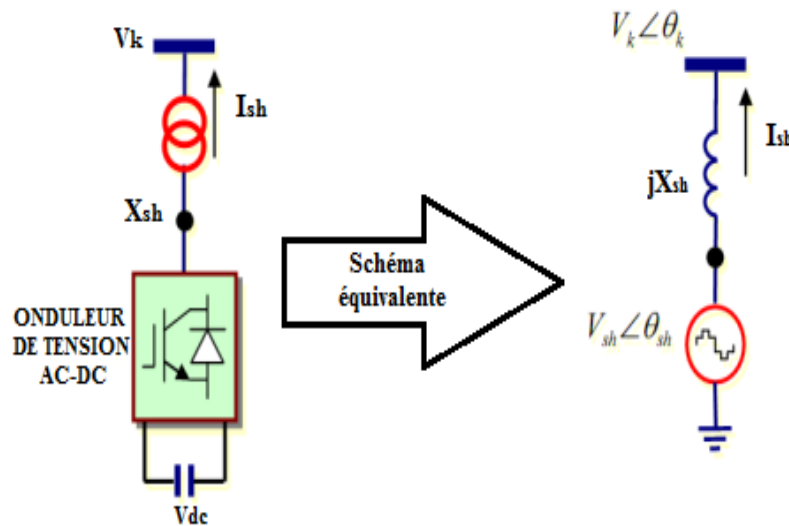 Vk
Ish
Xsh
ONDULEUR
DE TENSION
AC-DC
Vdc
Schéma
équivalente
Vk∠θk
Ish
jXsh
Vsh∠θsh